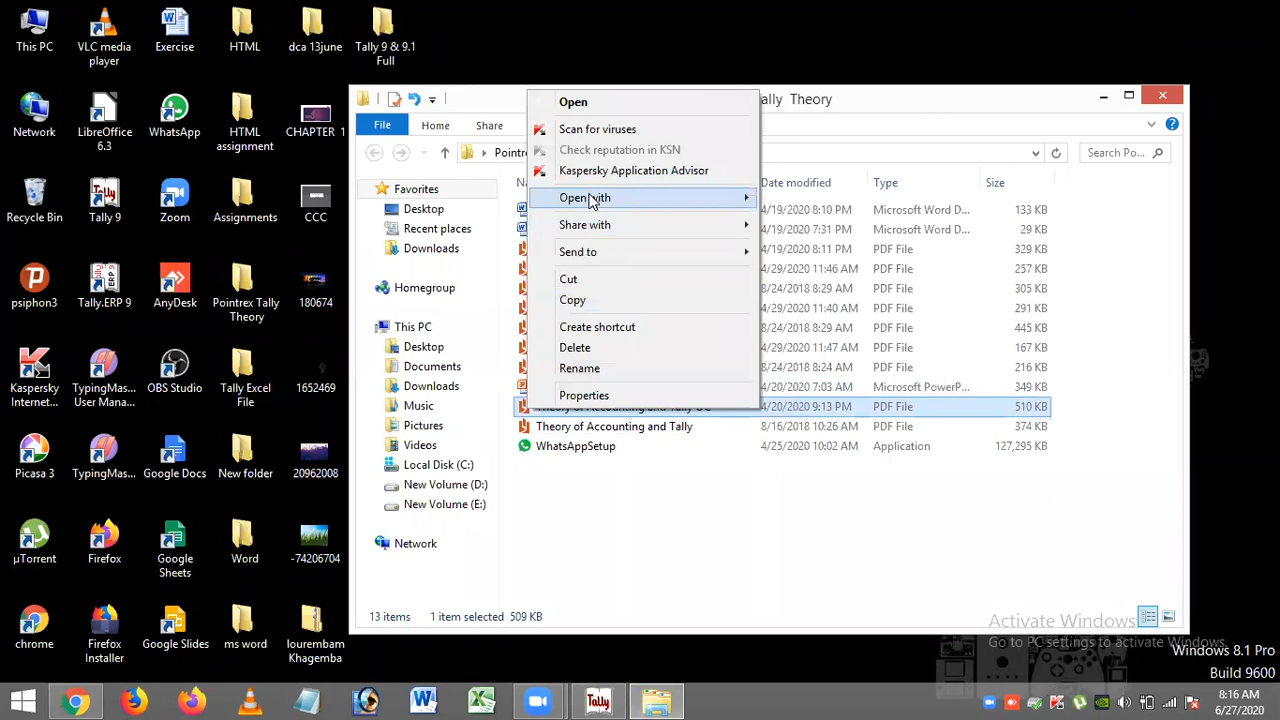 This PC
VLC media
player
Exercise
HTML
dca 13june
Tally 9 & 9.1
Full
Network
LibreOffice
6.3
WhatsApp
HTML
assignment
CHAPTER 1
Recycle Bin
Tally 9
Zoom
Assignments
CCC
psiphon3
Tally.ERP 9
AnyDesk
Pointrex Tally
Theory
180674
Kaspersky
Internet...
TypingMas...
User Mana...
OBS Studio
Tally Excel
File
1652469
Picasa 3
TypingMas...
Google Docs
New folder
20962008
µTorrent
Firefox
Google
Sheets
Word
-74206704
chrome
Firefox
Installer
Google Slides
ms word
lourembam
Khagemba
ally Theory
File
Home
Share
Pointrex
Search Po...
Favorites
Desktop
Recent places
Downloads
Homegroup
This PC
Desktop
Documents
Downloads
Music
Pictures
Videos
Local Disk (C:)
New Volume (D:)
New Volume (E:)
Network
Open
Scan for viruses
Check reputation in KSN
Kaspersky Application Advisor
Open with
Share with
Send to
Cut
Copy
Create shortcut
Delete
Rename
Properties
Date modified Type Size
4/19/2020 8:10 PM Microsoft Word D... 133 KB
4/19/2020 7:31 PM Microsoft Word D... 219 KB
4/19/2020 8:11 PM PDF File 329 KB
4/29/2020 11:46 AM PDF File 257 KB
8/24/2018 8:29 AM PDF File 305 KB
4/29/2020 11:40 AM PDF File 291 KB
8/24/2018 8:29 AM PDF File 445 KB
4/29/2020 11:47 AM PDF File 167 KB
8/24/2018 8:24 AM PDF File 216 KB
4/20/2020 7:03 AM Microsoft PowerP... 349 KB
Theory of Accounting and Tally 4/20/2020 9:13 PM PDF File 510 KB
Theory of Accounting and Tally 8/16/2018 10:26 AM PDF File 374 KB
WhatsAppSetup 4/25/2020 10:02 AM Application 127,295 KB
13 items 1 item selected 509 KB
Activate Windows
Go to PC settings to activate Windows.
Windows 8.1 Pro
Build 9600
Tally
8:16 AM
6/27/2020